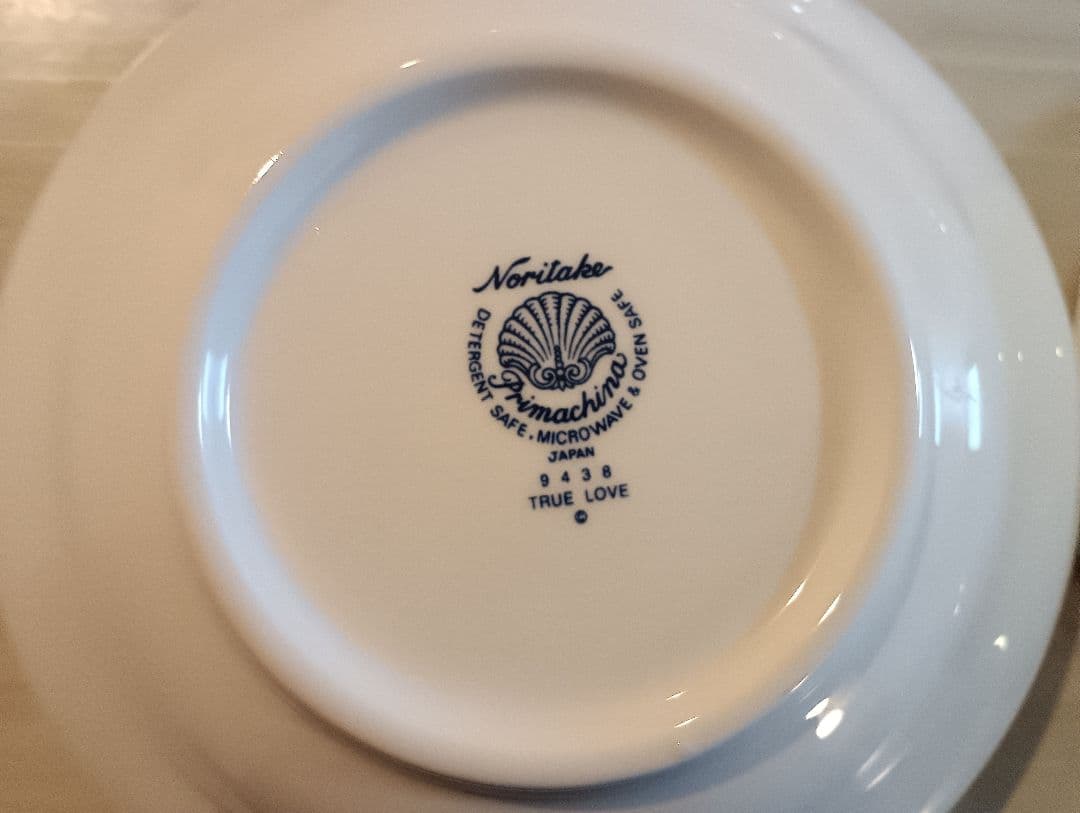 Noritake
Primachina
DETERGENT SAFE. MICROWAVE & OVEN SAFE
JAPAN
9438
TRUE LOVE
©